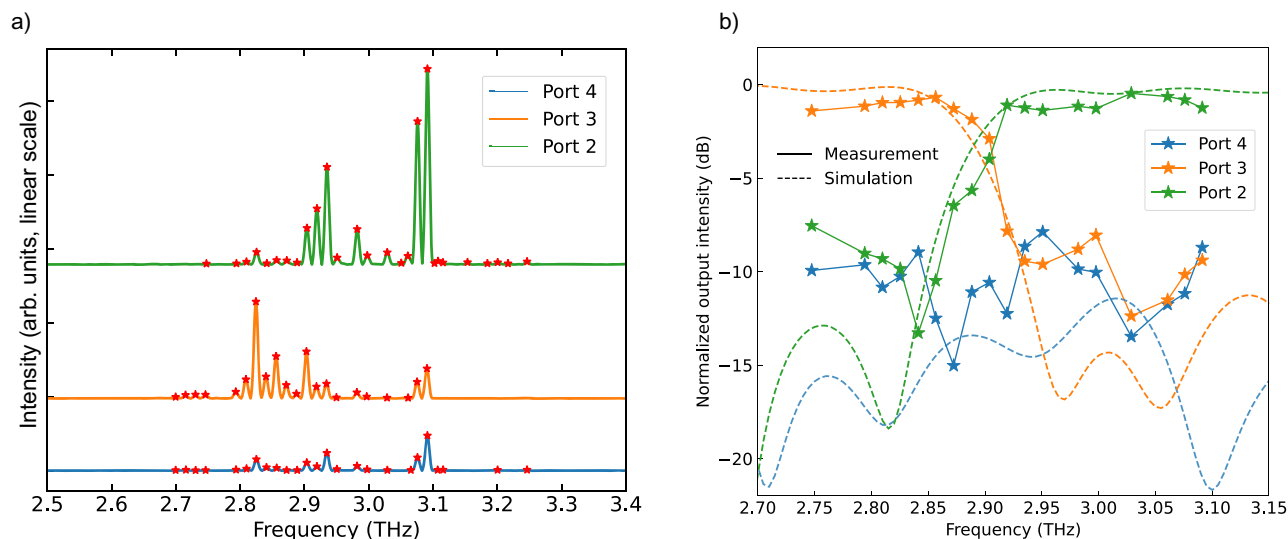 a)
Intensity (arb. units, linear scale)
Port 4
Port 3
Port 2
2.5 2.6 2.7 2.8 2.9 3.0 3.1 3.2 3.3 3.4
Frequency (THz)
b)
Normalized output intensity (dB)
0
−5
−10
−15
−20
Measurement
Simulation
Port 4
Port 3
Port 2
2.70 2.75 2.80 2.85 2.90 2.95 3.00 3.05 3.10 3.15
Frequency (THz)